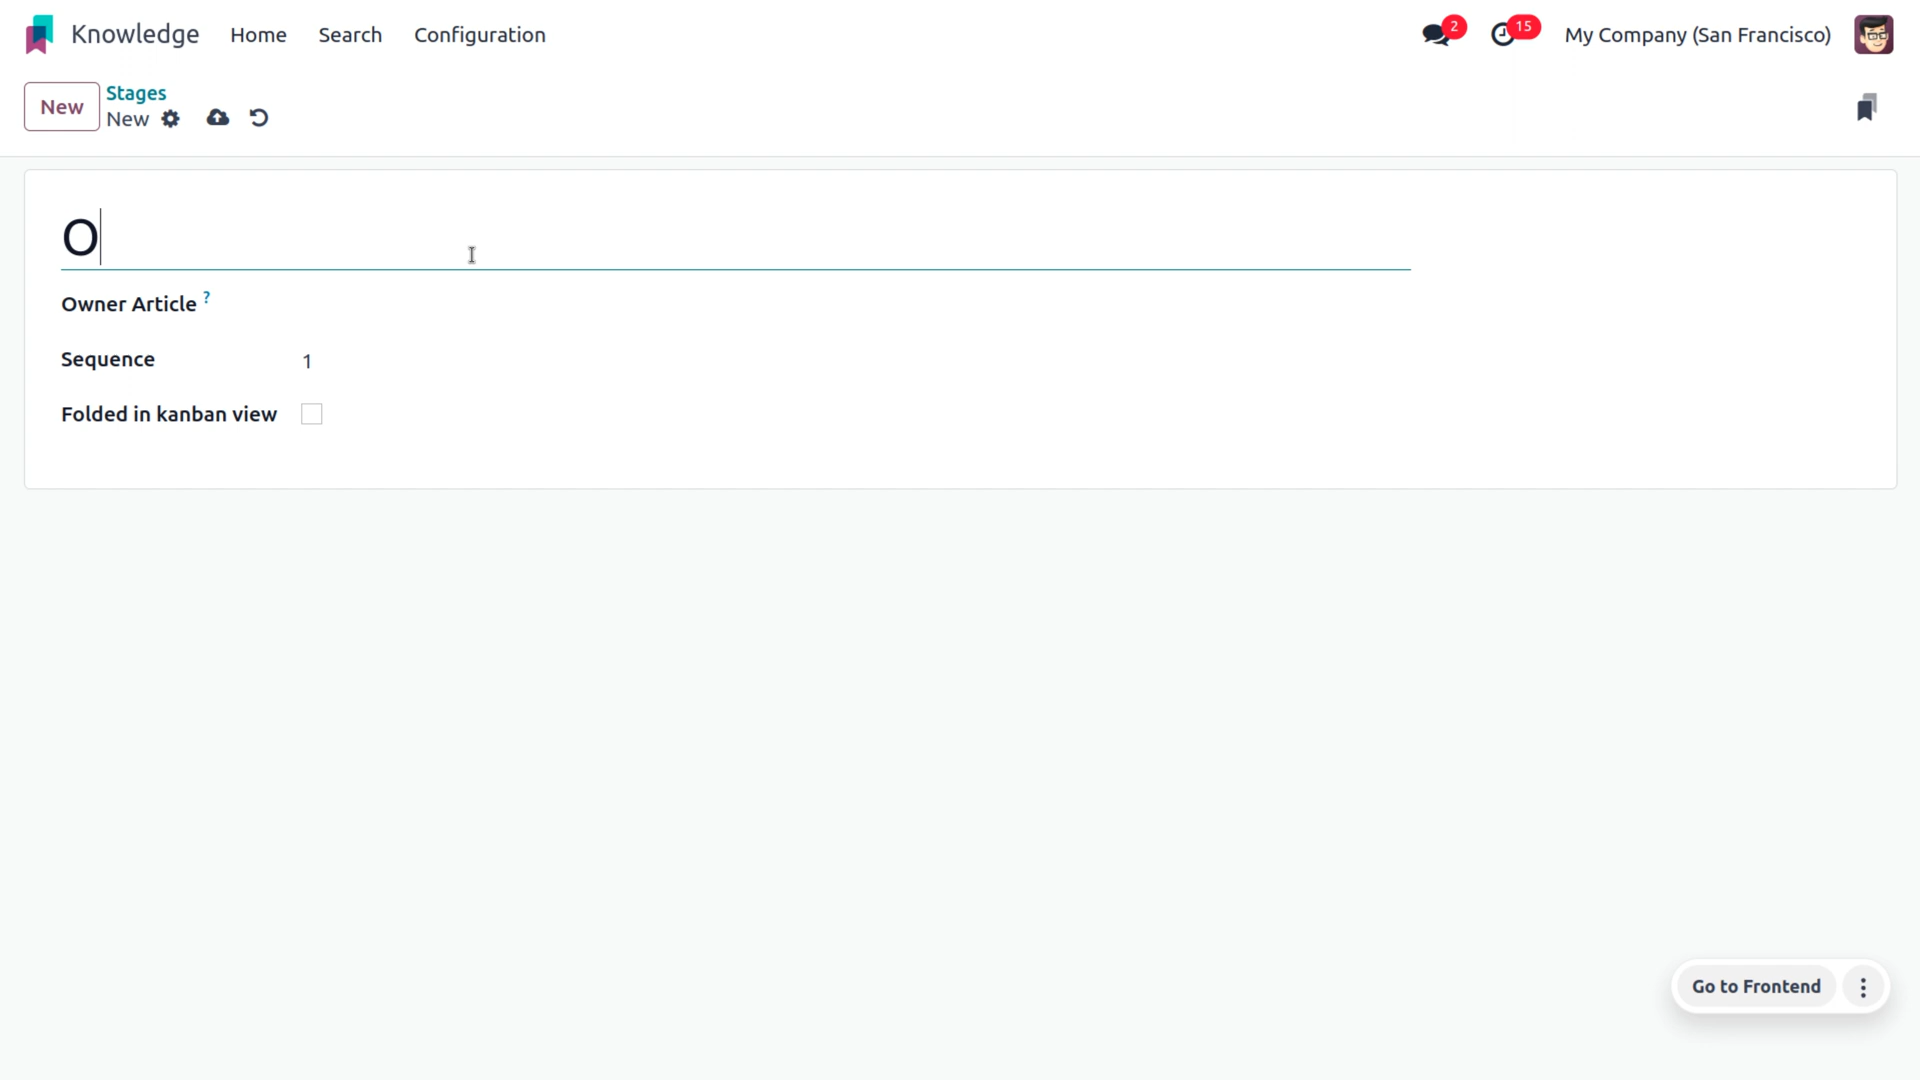 Knowledge Home Search Configuration 2 15 My Company (San Francisco)
New Stages
New
O
Owner Article ?
Sequence 1
Folded in kanban view
Go to Frontend